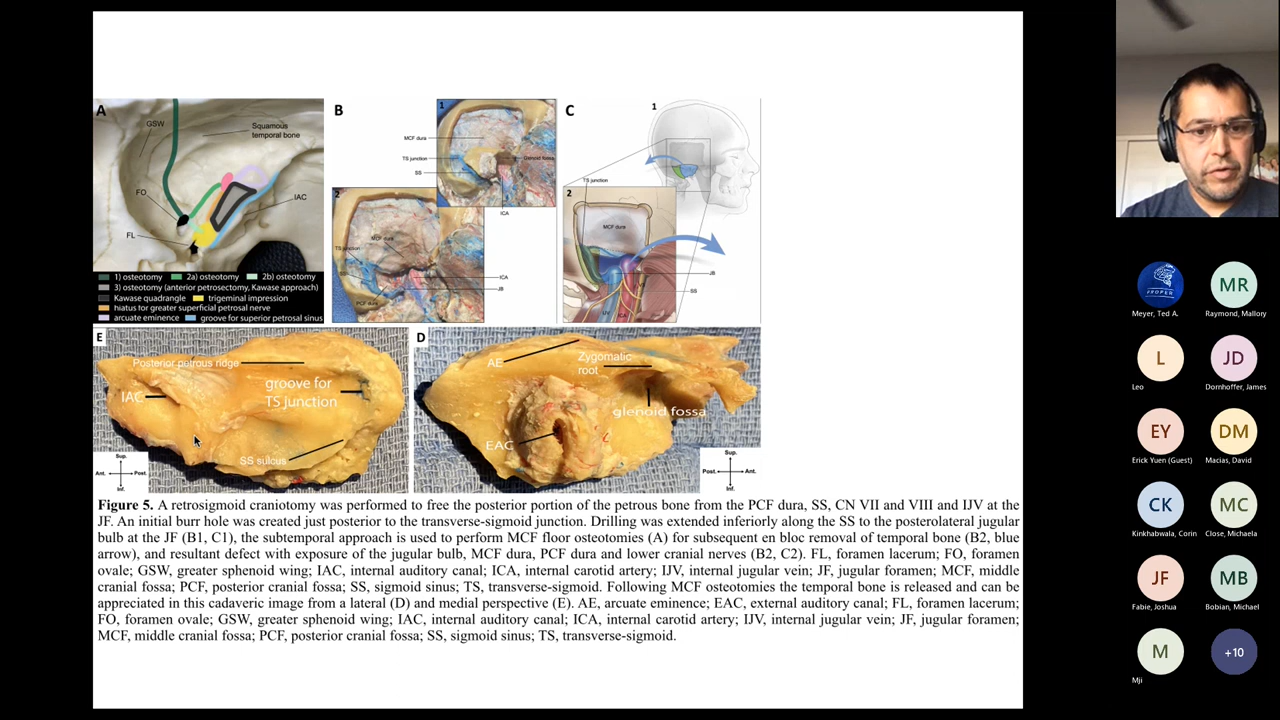 A
GSW
Squamous
temporal bone
FO
IAC
FL
1) osteotomy 2a) osteotomy 2b) osteotomy
3) osteotomy (anterior petrosectomy, Kawase approach)
Kawase quadrangle trigeminal impression
hiatus for greater superficial petrosal nerve
arcuate eminence groove for superior petrosal sinus
B
1
MCF dura
TS junction
Glenoid fossa
SS
ICA
2
MCF dura
TS junction
SS
ICA
JB
PCF dura
C
1
TS junction
2
MCF dura
JB
SS
IJV
ICA
E
Posterior petrous ridge
IAC
groove for
TS JUNCTION
SS sulcus
Sup.
Ant. Post.
Inf.
D
AE
Zygomatic
root
glenoid fossa
EAC
Sup.
Post. Ant.
Inf.
Figure 5. A retrosigmoid craniotomy was performed to free the posterior portion of the petrous bone from the PCF dura, SS, CN VII and VIII and IJV at the
JF. An initial burr hole was created just posterior to the transverse-sigmoid junction. Drilling was extended inferiorly along the SS to the posterolateral jugular
bulb at the JF (B1, C1), the subtemporal approach is used to perform MCF floor osteotomies (A) for subsequent en bloc removal of temporal bone (B2, blue
arrow), and resultant defect with exposure of the jugular bulb, MCF dura, PCF dura and lower cranial nerves (B2, C2). FL, foramen lacerum; FO, foramen
ovale; GSW, greater sphenoid wing; IAC, internal auditory canal; ICA, internal carotid artery; IJV, internal jugular vein; JF, jugular foramen; MCF, middle
cranial fossa; PCF, posterior cranial fossa; SS, sigmoid sinus; TS, transverse-sigmoid. Following MCF osteotomies the temporal bone is released and can be
appreciated in this cadaveric image from a lateral (D) and medial perspective (E). AE, arcuate eminence; EAC, external auditory canal; FL, foramen lacerum;
FO, foramen ovale; GSW, greater sphenoid wing; IAC, internal auditory canal; ICA, internal carotid artery; IJV, internal jugular vein; JF, jugular foramen;
MCF, middle cranial fossa; PCF, posterior cranial fossa; SS, sigmoid sinus; TS, transverse-sigmoid.
PROPER
Meyer, Ted A.
MR
Raymond, Mallory
L
Leo
JD
Dornhoffer, James
EY
Erick Yuen (Guest)
DM
Macias, David
CK
Kinkhabwala, Corin
MC
Close, Michaela
JF
Fabie, Joshua
MB
Bobian, Michael
M
Mji
+10